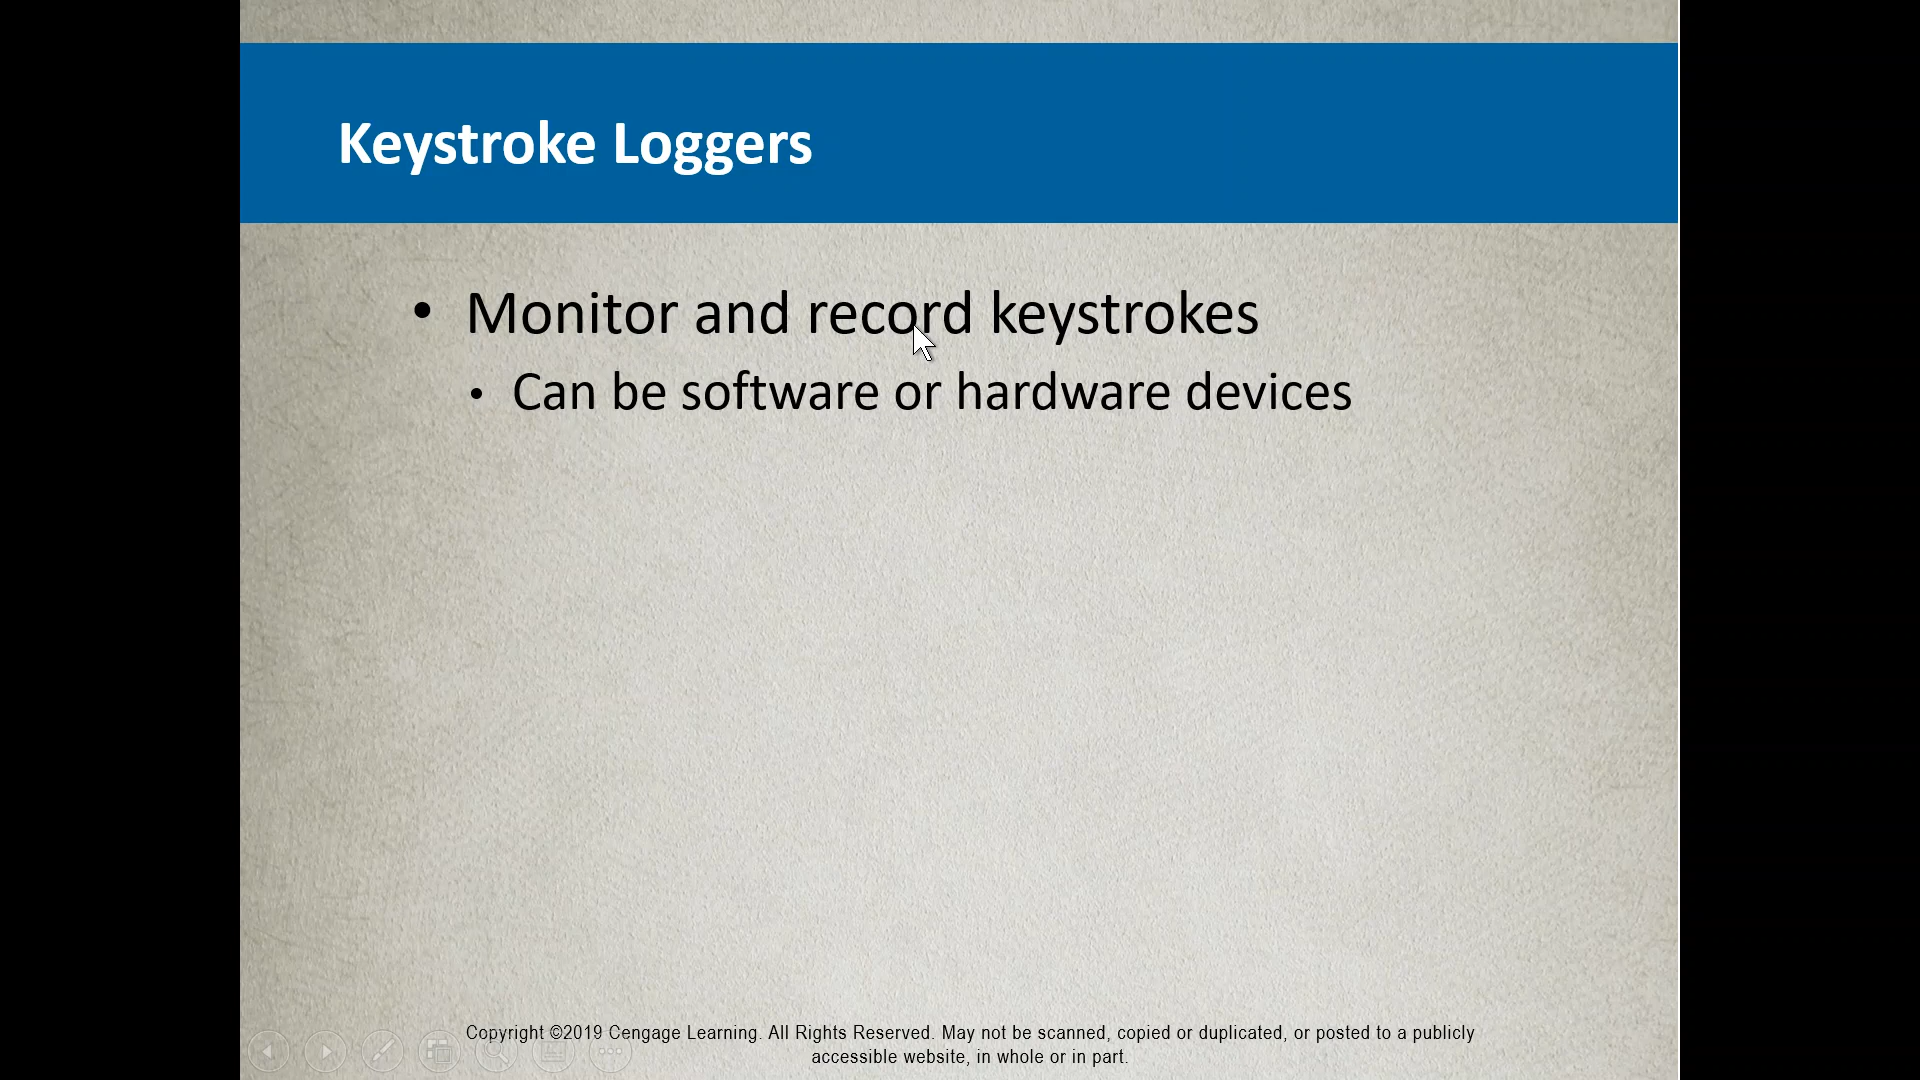 Keystroke Loggers
• Monitor and record keystrokes
• Can be software or hardware devices
Copyright ©2019 Cengage Learning. All Rights Reserved. May not be scanned, copied or duplicated, or posted to a publicly
accessible website, in whole or in part.